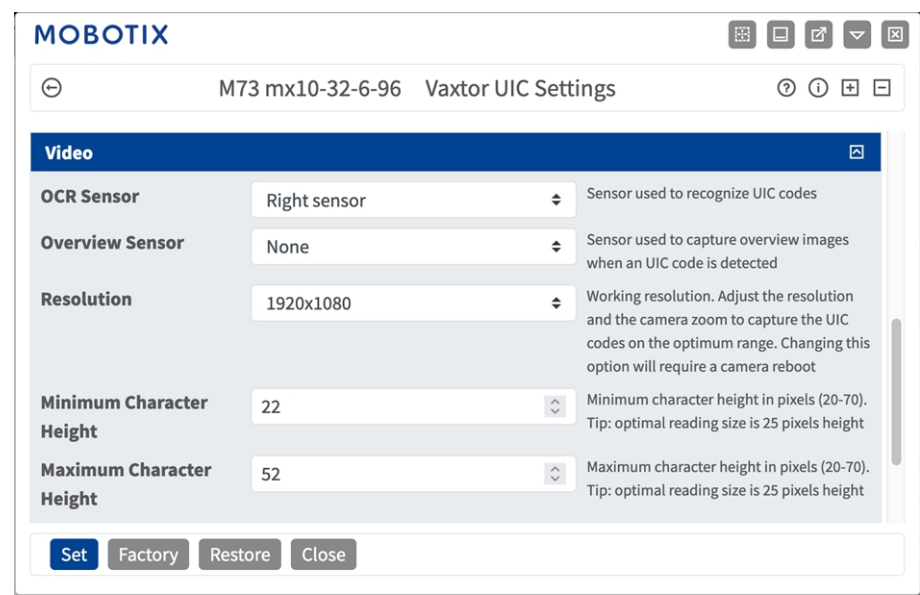 MOBOTIX
M73 mx10-32-6-96 Vaxtor UIC Settings
Video
OCR Sensor
Right sensor
Sensor used to recognize UIC codes
Overview Sensor
None
Sensor used to capture overview images
when an UIC code is detected
Resolution
1920x1080
Working resolution. Adjust the resolution
and the camera zoom to capture the UIC
codes on the optimum range. Changing this
option will require a camera reboot
Minimum Character
Height
22
Minimum character height in pixels (20-70).
Tip: optimal reading size is 25 pixels height
Maximum Character
Height
52
Maximum character height in pixels (20-70).
Tip: optimal reading size is 25 pixels height
Set Factory Restore Close